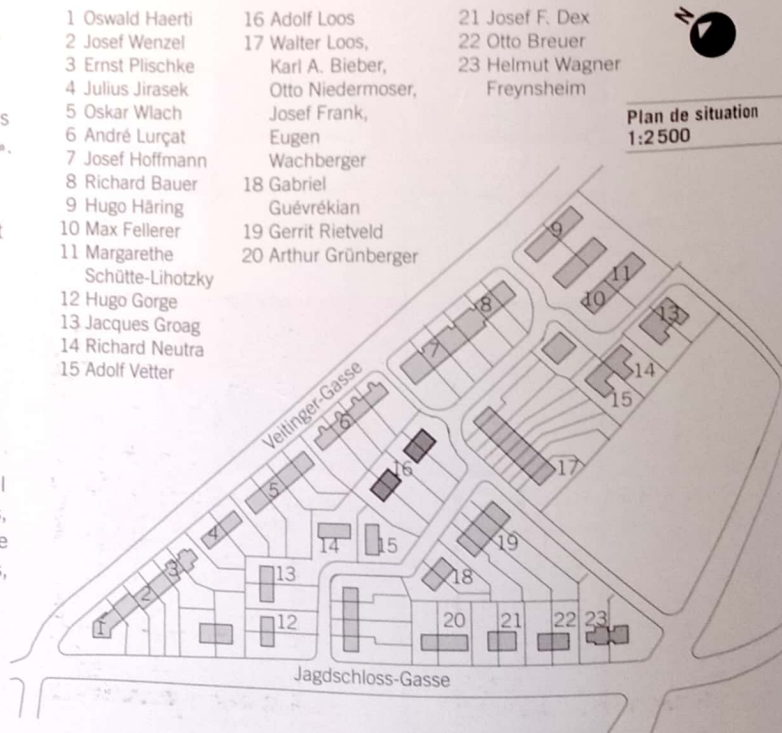 1 Oswald Haerti
2 Josef Wenzel
3 Ernst Plischke
4 Julius Jirasek
5 Oskar Wlach
6 André Lurçat
7 Josef Hoffmann
8 Richard Bauer
9 Hugo Häring
10 Max Fellerer
11 Margarethe
Schütte-Lihotzky
12 Hugo Gorge
13 Jacques Groag
14 Richard Neutra
15 Adolf Vetter
16 Adolf Loos
17 Walter Loos,
Karl A. Bieber,
Otto Niedermoser,
Josef Frank,
Eugen
Wachberger
18 Gabriel
Guévrékian
19 Gerrit Rietveld
20 Arthur Grünberger
21 Josef F. Dex
22 Otto Breuer
23 Helmut Wagner
Freynsheim
N
Plan de situation
1:2500
9
11
10
13
8
7
14
15
Veitinger-Gasse
6
16
17
5
4
14
15
19
3
13
18
2
1
12
20
21
22
23
Jagdschloss-Gasse